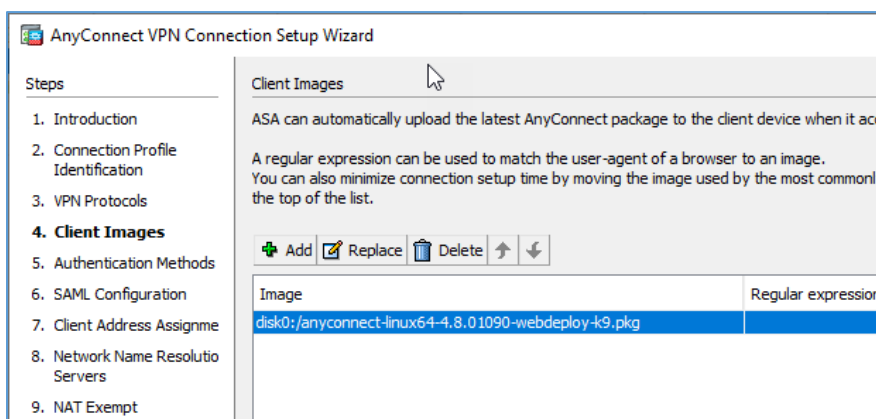 AnyConnect VPN Connection Setup Wizard
Steps
1. Introduction
2. Connection Profile
Identification
3. VPN Protocols
4. Client Images
5. Authentication Methods
6. SAML Configuration
7. Client Address Assignme
8. Network Name Resolutio
Servers
9. NAT Exempt
Client Images
ASA can automatically upload the latest AnyConnect package to the client device when it acc
A regular expression can be used to match the user-agent of a browser to an image.
You can also minimize connection setup time by moving the image used by the most commonl
the top of the list.
Add Replace Delete
Image Regular expression
disk0:/anyconnect-linux64-4.8.01090-webdeploy-k9.pkg